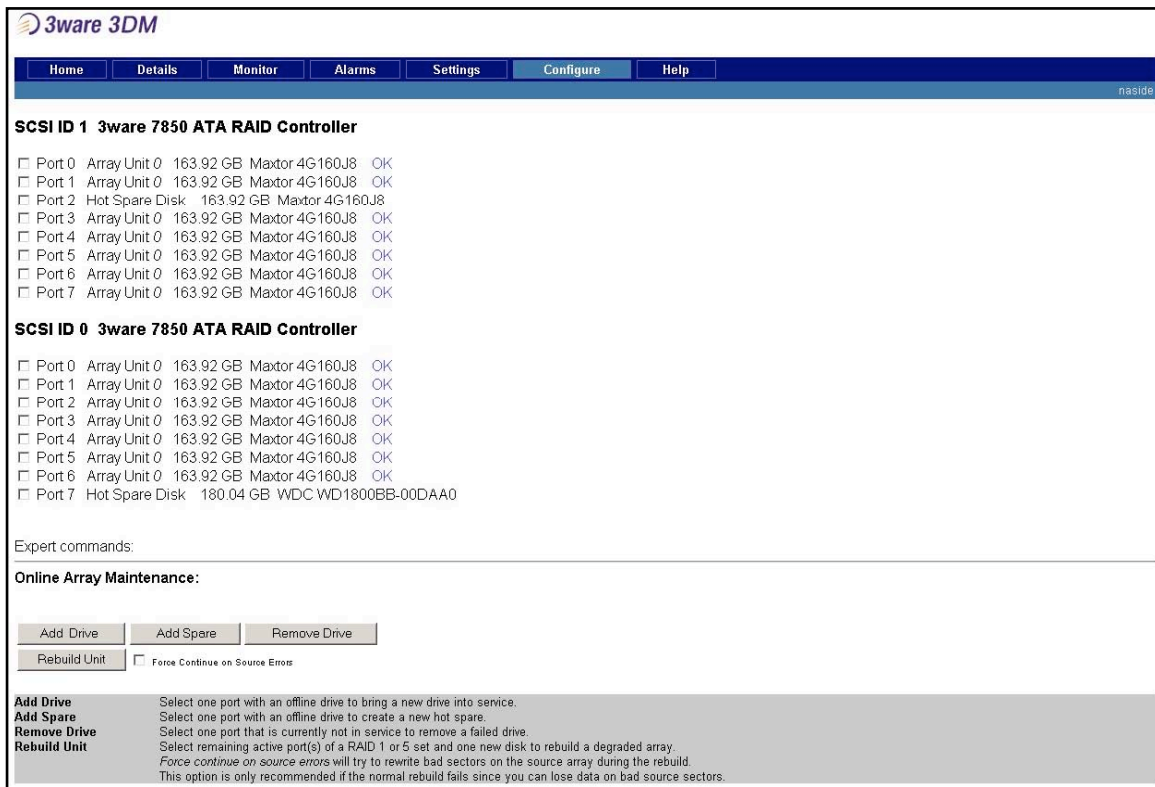 3ware 3DM
Home Details Monitor Alarms Settings Configure Help
naside
SCSI ID 1 3ware 7850 ATA RAID Controller
Port 0 Array Unit 0 163.92 GB Maxtor 4G160J8 OK
Port 1 Array Unit 0 163.92 GB Maxtor 4G160J8 OK
Port 2 Hot Spare Disk 163.92 GB Maxtor 4G160J8
Port 3 Array Unit 0 163.92 GB Maxtor 4G160J8 OK
Port 4 Array Unit 0 163.92 GB Maxtor 4G160J8 OK
Port 5 Array Unit 0 163.92 GB Maxtor 4G160J8 OK
Port 6 Array Unit 0 163.92 GB Maxtor 4G160J8 OK
Port 7 Array Unit 0 163.92 GB Maxtor 4G160J8 OK
SCSI ID 0 3ware 7850 ATA RAID Controller
Port 0 Array Unit 0 163.92 GB Maxtor 4G160J8 OK
Port 1 Array Unit 0 163.92 GB Maxtor 4G160J8 OK
Port 2 Array Unit 0 163.92 GB Maxtor 4G160J8 OK
Port 3 Array Unit 0 163.92 GB Maxtor 4G160J8 OK
Port 4 Array Unit 0 163.92 GB Maxtor 4G160J8 OK
Port 5 Array Unit 0 163.92 GB Maxtor 4G160J8 OK
Port 6 Array Unit 0 163.92 GB Maxtor 4G160J8 OK
Port 7 Hot Spare Disk 180.04 GB WDC WD1800BB-00DAA0
Expert commands:
Online Array Maintenance:
Add Drive Add Spare Remove Drive
Rebuild Unit Force Continue on Source Errors
Add Drive Select one port with an offline drive to bring a new drive into service.
Add Spare Select one port with an offline drive to create a new hot spare.
Remove Drive Select one port that is currently not in service to remove a failed drive.
Rebuild Unit Select remaining active port(s) of a RAID 1 or 5 set and one new disk to rebuild a degraded array.
Force continue on source errors will try to rewrite bad sectors on the source array during the rebuild.
This option is only recommended if the normal rebuild fails since you can lose data on bad source sectors.